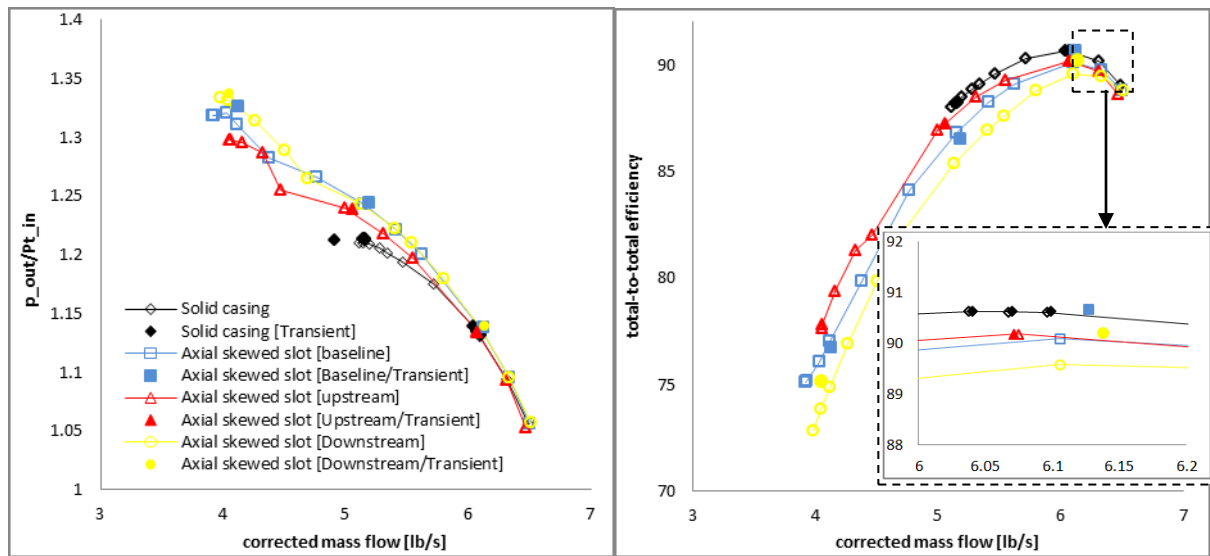 1.4
1.35
1.3
1.25
1.2
1.15
1.1
1.05
1
p_out/Pt_in
Solid casing
Solid casing [Transient]
Axial skewed slot [baseline]
Axial skewed slot [Baseline/Transient]
Axial skewed slot [upstream]
Axial skewed slot [Upstream/Transient]
Axial skewed slot [Downstream]
Axial skewed slot [Downstream/Transient]
3 4 5 6 7
corrected mass flow [lb/s]
90
85
80
75
70
total-to-total efficiency
92
91
90
89
88
6 6.05 6.1 6.15 6.2
3 4 5 6 7
corrected mass flow [lb/s]